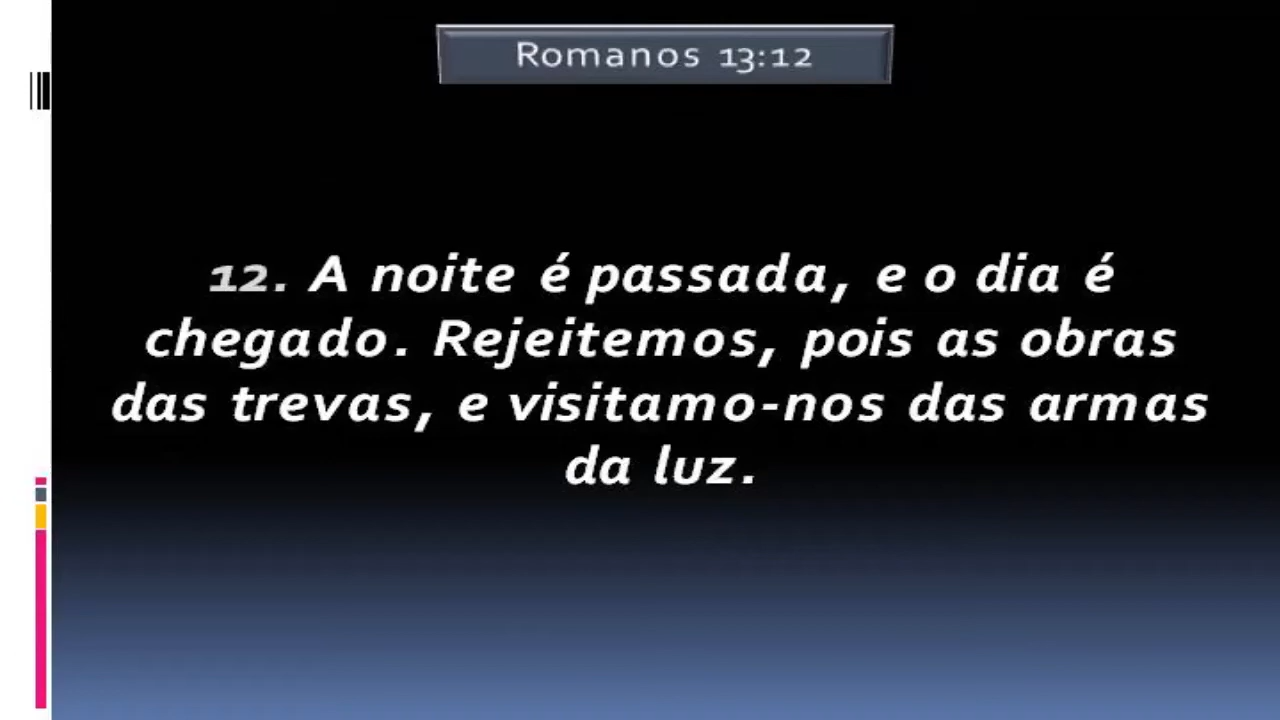 Romanos 13:12
12. A noite é passada, e o dia é
chegado. Rejeitemos, pois as obras
das trevas, e visitamo-nos das armas
da luz.